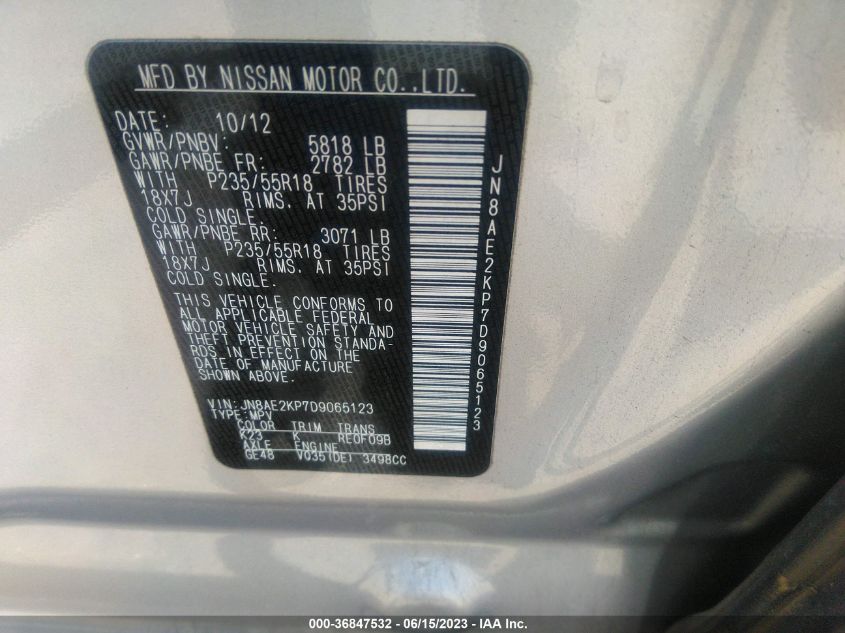 MFD BY NISSAN MOTOR CO.,LTD.
DATE: 10/12
GVWR/PNBV: 5818 LB
GAWR/PNBE FR: 2782 LB
WITH P235/55R18 TIRES
18X7J RIMS. AT 35PSI
COLD SINGLE.
GAWR/PNBE RR: 3071 LB
WITH P235/55R18 TIRES
18X7J RIMS. AT 35PSI
COLD SINGLE.
THIS VEHICLE CONFORMS TO
ALL APPLICABLE FEDERAL
MOTOR VEHICLE SAFETY AND
THEFT PREVENTION STANDA-
RDS IN EFFECT ON THE
DATE OF MANUFACTURE
SHOWN ABOVE.
VIN: JN8AE2KP7D9065123
TYPE: MPV
COLOR TRIM TRANS
K23 K RE0F09B
AXLE ENGINE
GE48 VQ35(DE) 3498CC
JN8AE2KP7D9065123
000-36847532 - 06/15/2023 - IAA Inc.